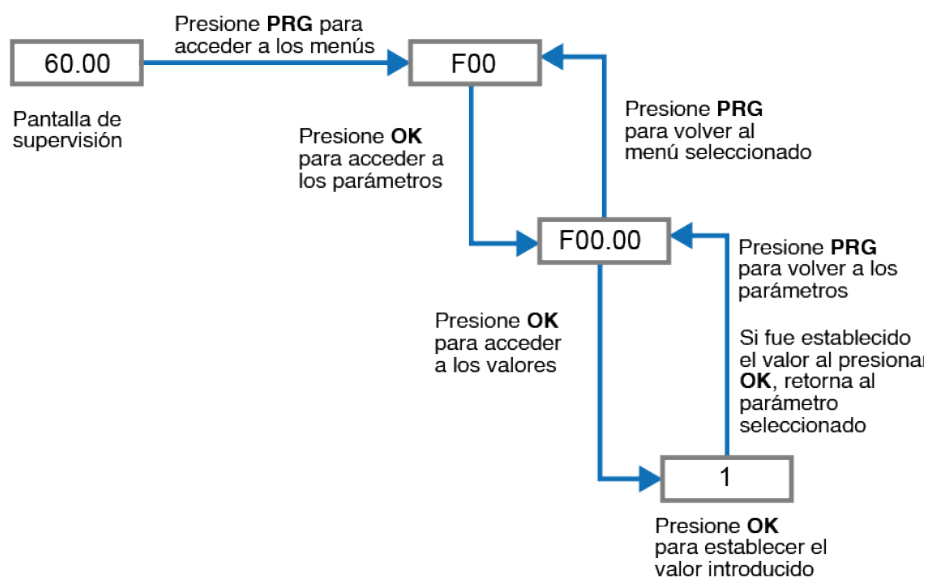 Presione PRG para
acceder a los menús
60.00
F00
Pantalla de
supervisión
Presione OK
para acceder a
los parámetros
Presione PRG
para volver al
menú seleccionado
F00.00
Presione PRG
para volver a los
parámetros
Presione OK
para acceder
a los valores
Si fue establecido
el valor al presionar
OK, retorna al
parámetro
seleccionado
1
Presione OK
para establecer el
valor introducido